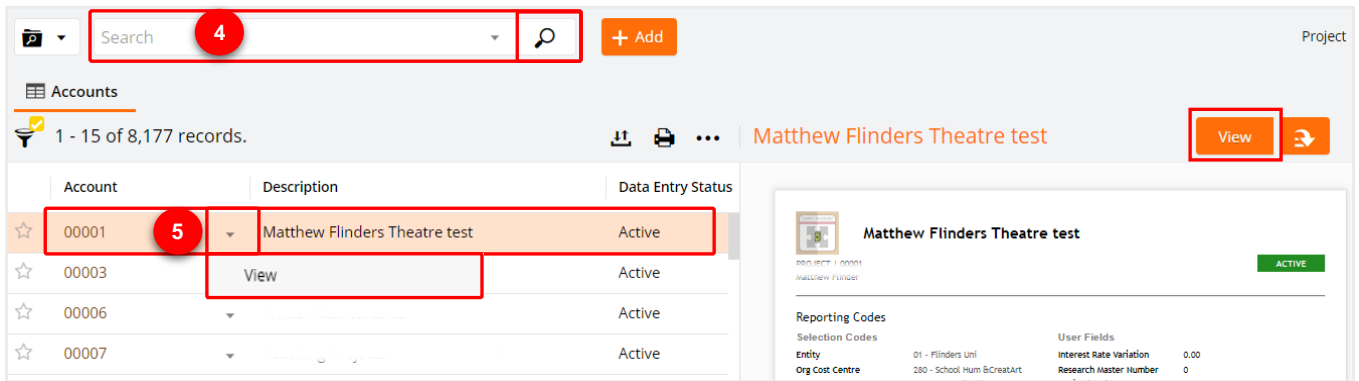 Search
4
+ Add
Project
Accounts
1 - 15 of 8,177 records.
Matthew Flinders Theatre test
View
Account Description Data Entry Status
00001 5 Matthew Flinders Theatre test Active
View
00003 Active
00006 Active
00007 Active
Matthew Flinders Theatre test
PROJECT | 00001
ACTIVE
Matthew Flinder
Reporting Codes
Selection Codes User Fields
Entity 01 - Flinders Uni Interest Rate Variation 0.00
Org Cost Centre 280 - School Hum &CreatArt Research Master Number 0